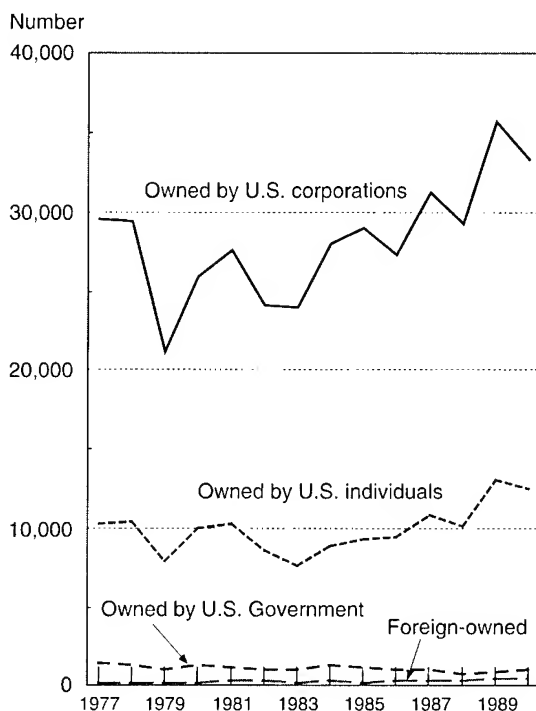 Number
40,000
Owned by U.S. corporations
30,000
20,000
Owned by U.S. individuals
10,000
Owned by U.S. Government
Foreign-owned
0
1977 1979 1981 1983 1985 1987 1989